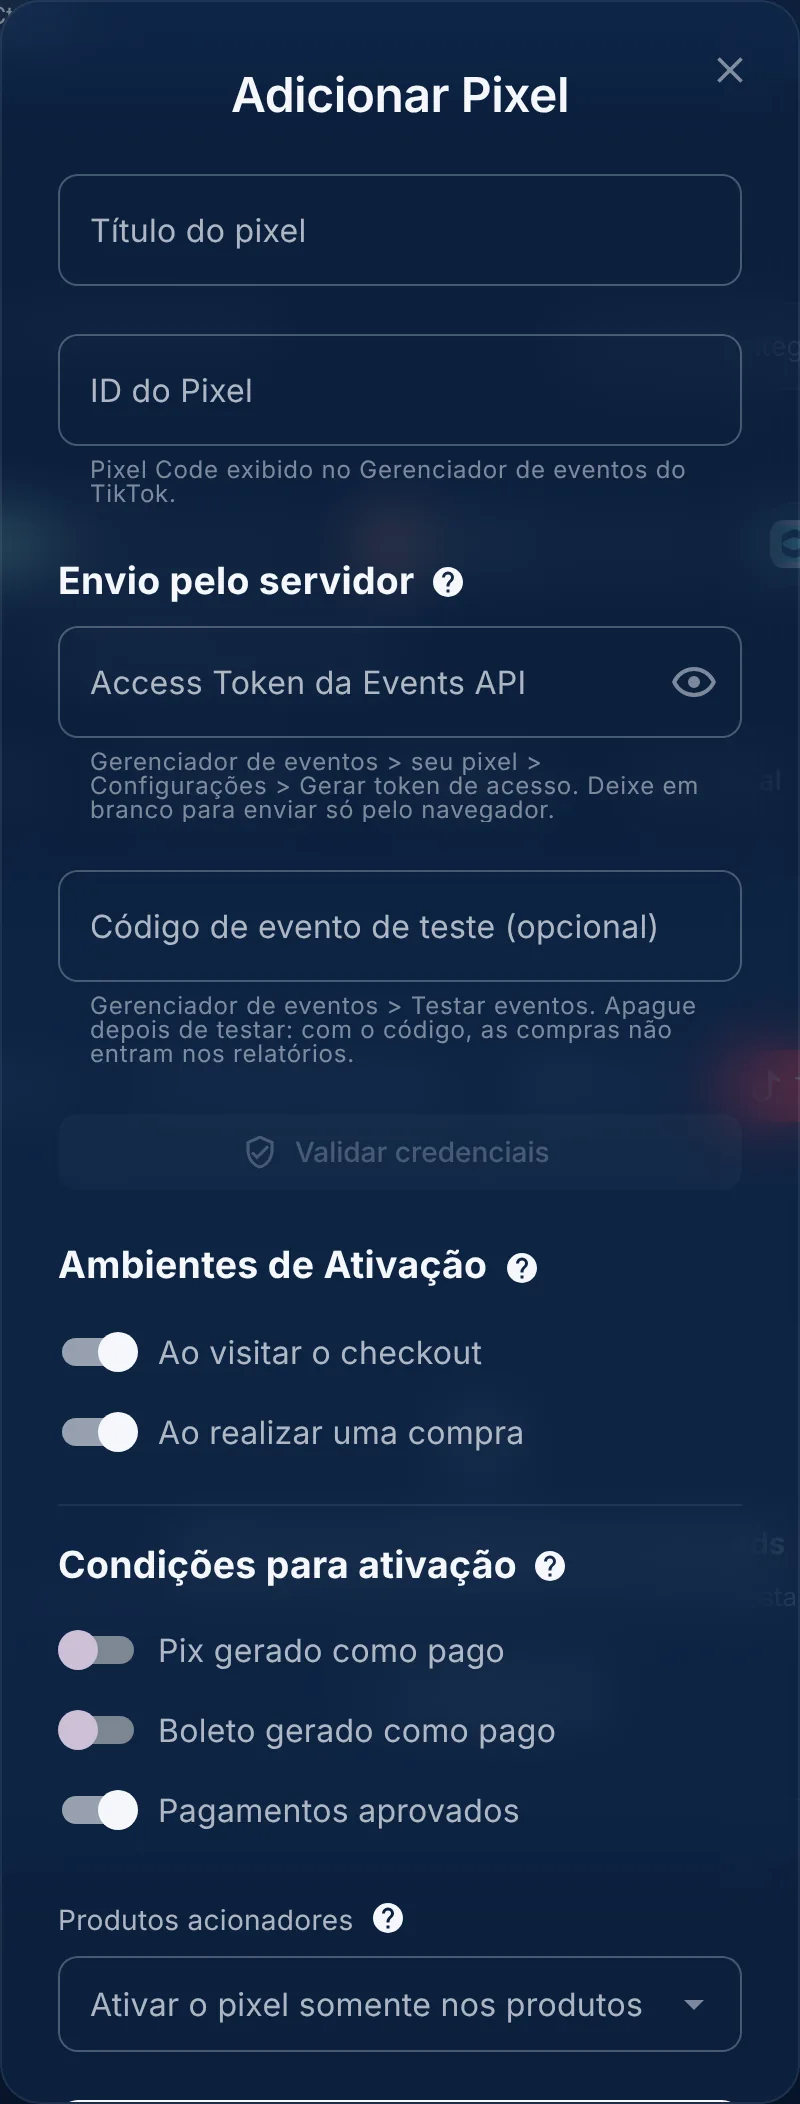 Adicionar Pixel
Título do pixel
ID do Pixel
Pixel Code exibido no Gerenciador de eventos do
TikTok.
Envio pelo servidor
Access Token da Events API
Gerenciador de eventos > seu pixel >
Configurações > Gerar token de acesso. Deixe em
branco para enviar só pelo navegador.
Código de evento de teste (opcional)
Gerenciador de eventos > Testar eventos. Apague
depois de testar: com o código, as compras não
entram nos relatórios.
Validar credenciais
Ambientes de Ativação
Ao visitar o checkout
Ao realizar uma compra
Condições para ativação
Pix gerado como pago
Boleto gerado como pago
Pagamentos aprovados
Produtos acionadores
Ativar o pixel somente nos produtos